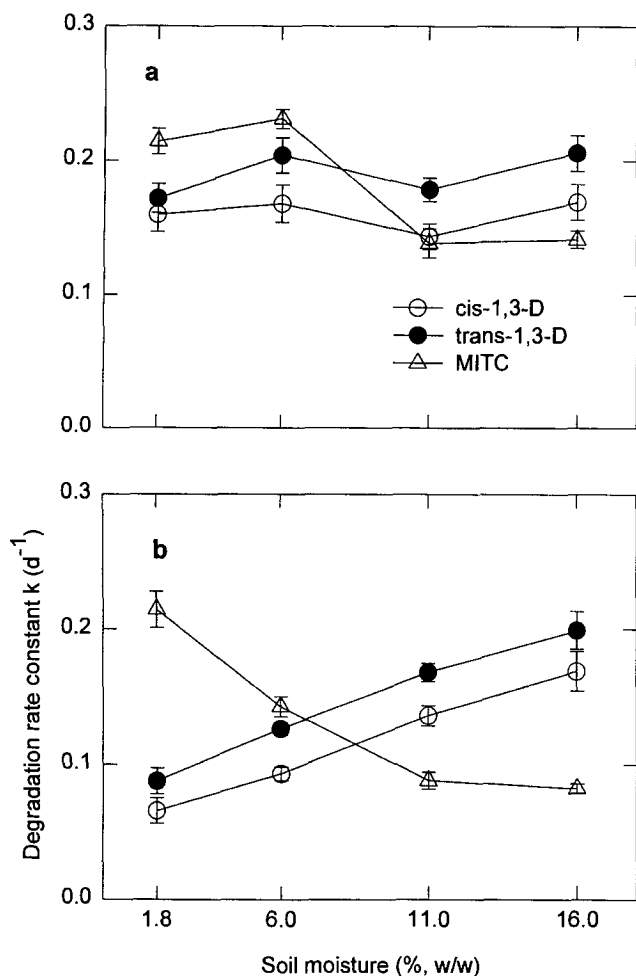 0.3
a
0.2
0.1
cis-1,3-D
trans-1,3-D
MITC
0.0
0.3
b
0.2
0.1
0.0
Degradation rate constant k (d⁻¹)
1.8 6.0 11.0 16.0
Soil moisture (%, w/w)